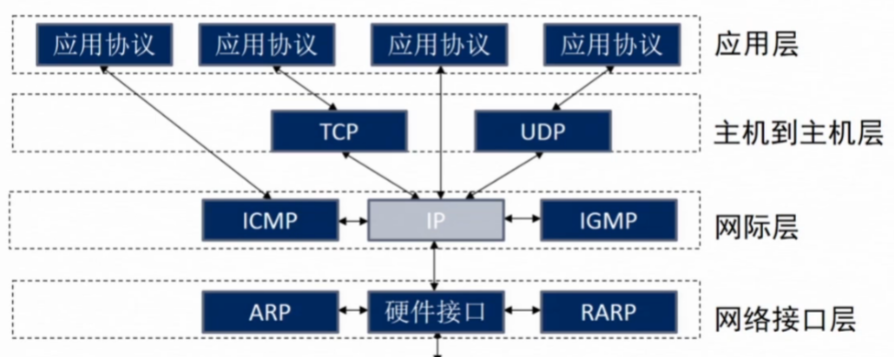 应用协议 应用协议 应用协议 应用协议 应用层
TCP UDP 主机到主机层
ICMP IP IGMP 网际层
ARP 硬件接口 RARP 网络接口层